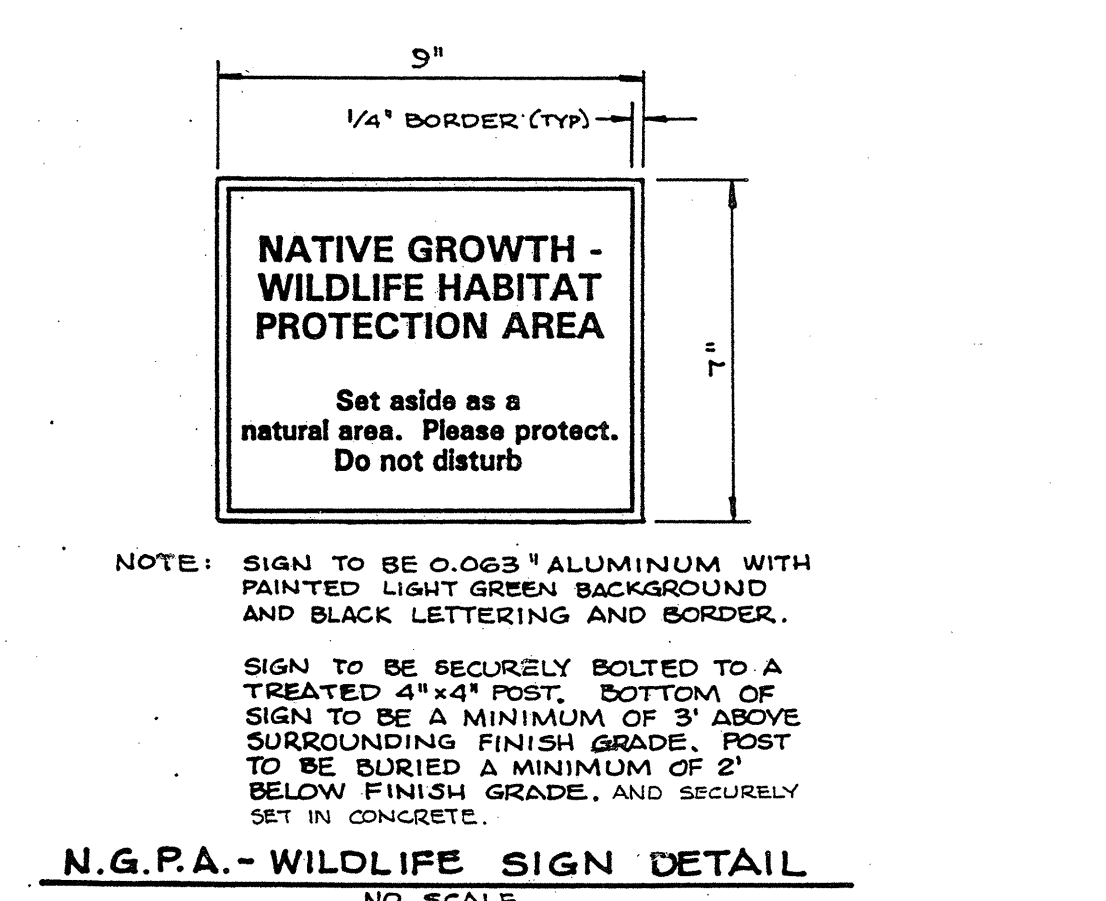 9"
1/4" BORDER (TYP)
NATIVE GROWTH -
WILDLIFE HABITAT
PROTECTION AREA
7"
Set aside as a
natural area. Please protect.
Do not disturb
NOTE: SIGN TO BE 0.063" ALUMINUM WITH
PAINTED LIGHT GREEN BACKGROUND
AND BLACK LETTERING AND BORDER.
SIGN TO BE SECURELY BOLTED TO A
TREATED 4"x4" POST. BOTTOM OF
SIGN TO BE A MINIMUM OF 3' ABOVE
SURROUNDING FINISH GRADE. POST
TO BE BURIED A MINIMUM OF 2'
BELOW FINISH GRADE. AND SECURELY
SET IN CONCRETE.
N.G.P.A. - WILDLIFE SIGN DETAIL
NO SCALE